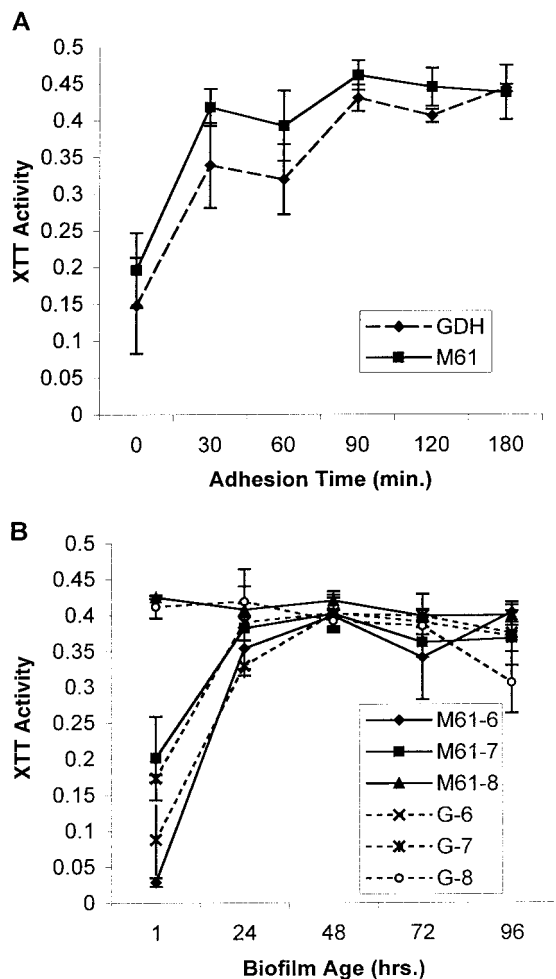 A
0.5
0.45
0.4
0.35
0.3
0.25
0.2
0.15
0.1
0.05
0
XTT Activity
GDH
M61
0 30 60 90 120 180
Adhesion Time (min.)
B
0.5
0.45
0.4
0.35
0.3
0.25
0.2
0.15
0.1
0.05
0
XTT Activity
M61-6
M61-7
M61-8
G-6
G-7
G-8
1 24 48 72 96
Biofilm Age (hrs.)